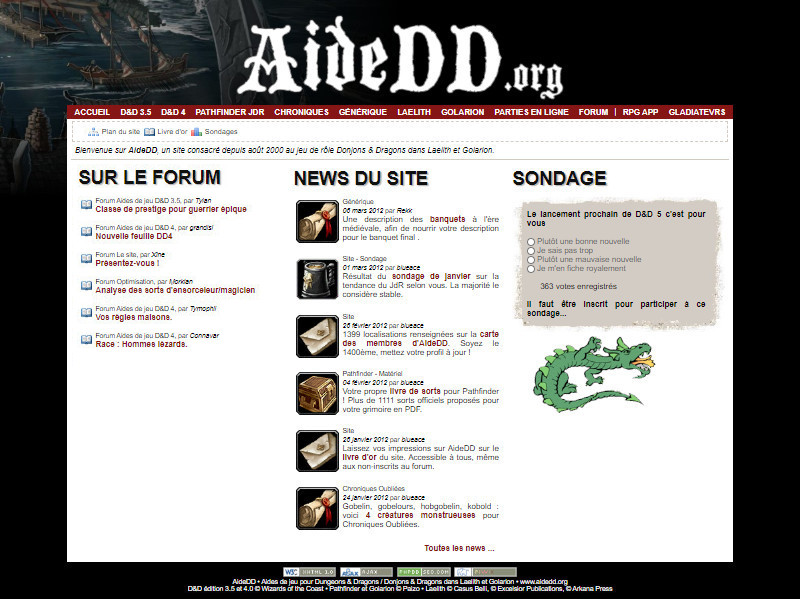 AideDD.org
ACCUEIL D&D 3.5 D&D 4 PATHFINDER JDR CHRONIQUES GÉNÉRIQUE LAELITH GOLARION PARTIES EN LIGNE FORUM | RPG APP GLADIATEVRS
Plan du site Livre d'or Sondages
Bienvenue sur AideDD, un site consacré depuis août 2000 au jeu de rôle Donjons & Dragons dans Laelith et Golarion.
SUR LE FORUM
Forum Aides de jeu D&D 3.5, par Tylan
Classe de prestige pour guerrier épique
Forum Aides de jeu D&D 4, par grandisl
Nouvelle feuille DD4
Forum Le site, par Xine
Présentez-vous !
Forum Optimisation, par Morkian
Analyse des sorts d'ensorceleur/magicien
Forum Aides de jeu D&D 4, par Tymophil
Vos règles maisons.
Forum Aides de jeu D&D 4, par Connavar
Race : Hommes lézards.
NEWS DU SITE
Générique
06 mars 2012 par Rekk
Une description des banquets à l'ère
médiévale, afin de nourrir votre description
pour le banquet final .
Site - Sondage
01 mars 2012 par blueace
Résultat du sondage de janvier sur la
tendance du JdR selon vous. La majorité le
considère stable.
Site
26 février 2012 par blueace
1399 localisations renseignées sur la carte
des membres d'AideDD. Soyez le
1400ème, mettez votre profil à jour !
Pathfinder - Matériel
04 février 2012 par blueace
Votre propre livre de sorts pour Pathfinder
! Plus de 1111 sorts officiels proposés pour
votre grimoire en PDF.
Site
26 janvier 2012 par blueace
Laissez vos impressions sur AideDD sur le
livre d'or du site. Accessible à tous, même
aux non-inscrits au forum.
Chroniques Oubliées
24 janvier 2012 par blueace
Gobelin, gobelours, hobgobelin, kobold :
voici 4 créatures monstrueuses pour
Chroniques Oubliées.
Toutes les news ...
SONDAGE
Le lancement prochain de D&D 5 c'est pour
vous
Plutôt une bonne nouvelle
Je sais pas trop
Plutôt une mauvaise nouvelle
Je m'en fiche royalement
363 votes enregistrés
Il faut être inscrit pour participer à ce
sondage...
W3C XHTML 1.0 AJAX PHPBB SEO.COM
AideDD • Aides de jeu pour Dungeons & Dragons / Donjons & Dragons dans Laelith et Golarion • www.aidedd.org
D&D édition 3.5 et 4.0 © Wizards of the Coast • Pathfinder et Golarion © Paizo • Laelith © Casus Belli, © Excelsior Publications, © Arkana Press